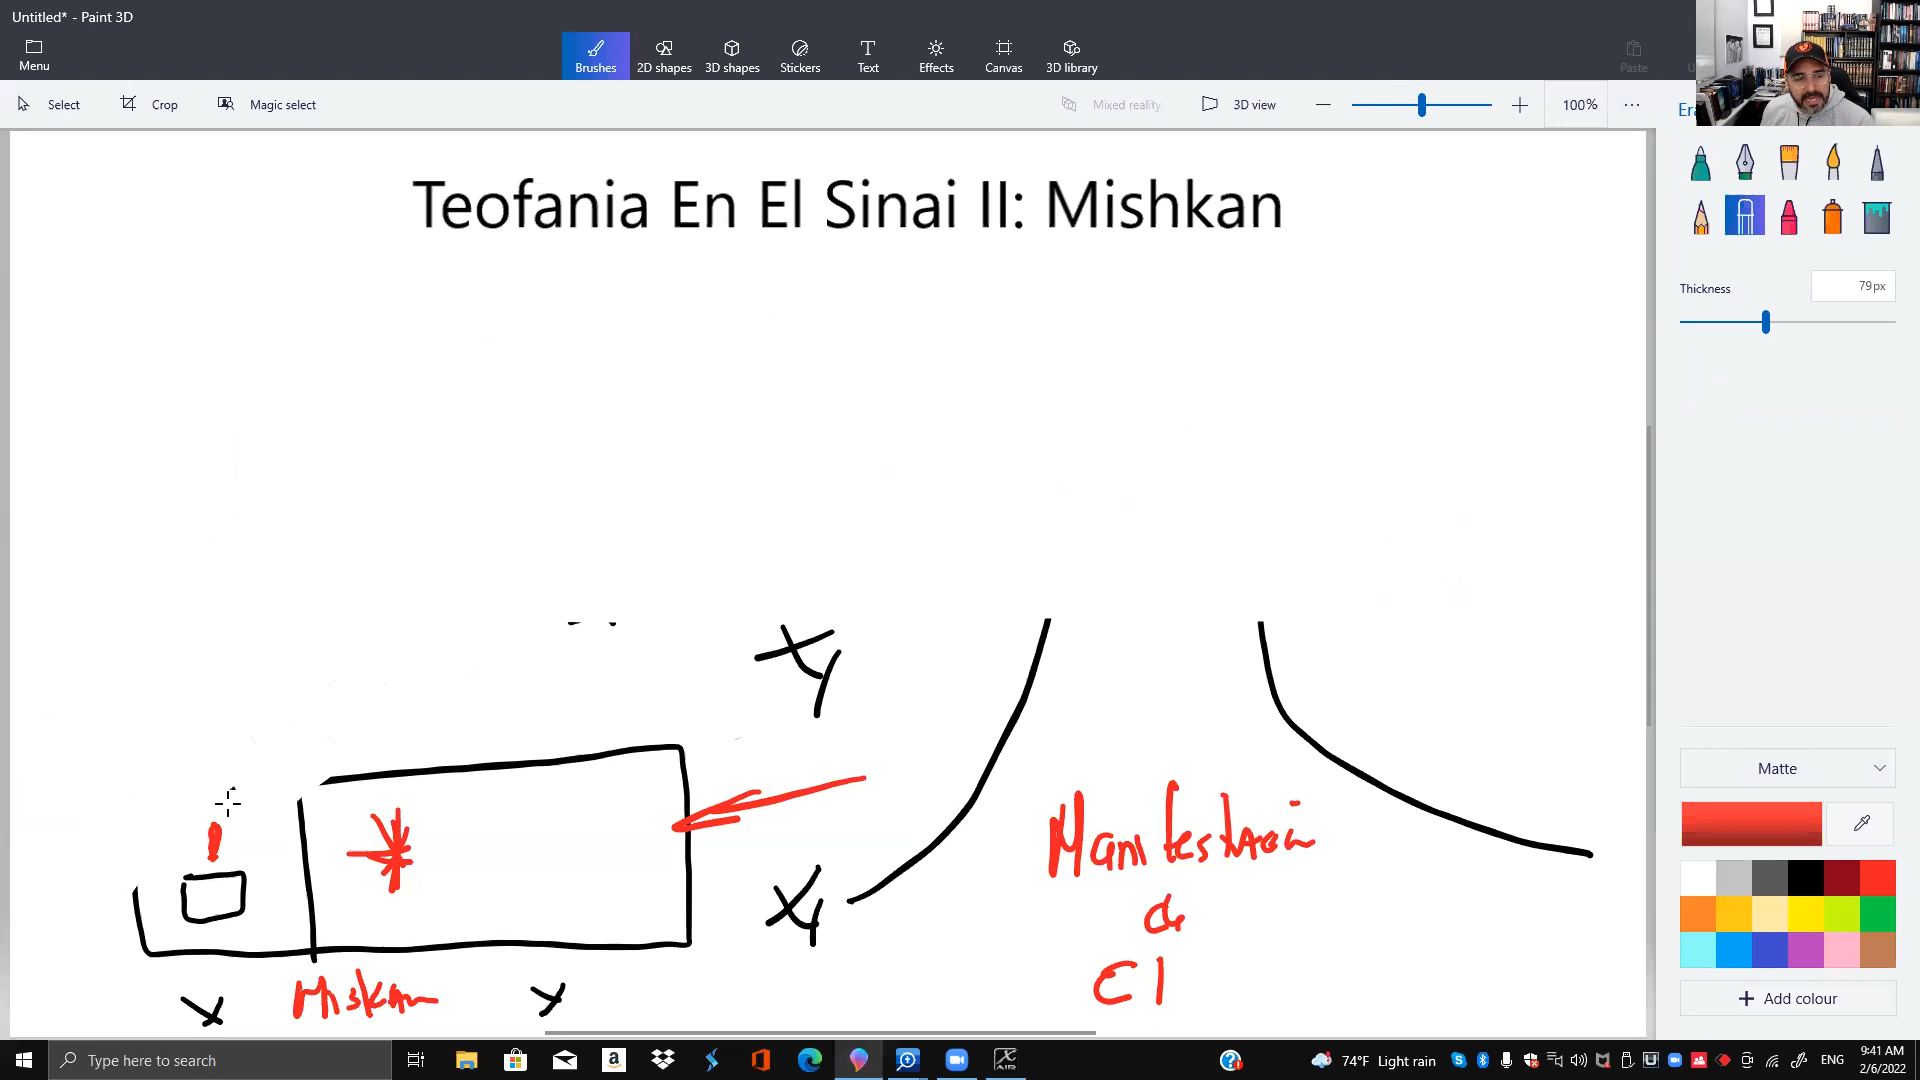 Untitled* - Paint 3D
Menu
Brushes
2D shapes
3D shapes
Stickers
Text
Effects
Canvas
3D library
Paste
Select
Crop
Magic select
Mixed reality
3D view
100%
Teofania En El Sinai II: Mishkan
Thickness
79px
Matte
Manifestacion
de
El
Miskan
Add colour
Type here to search
74°F Light rain
ENG
9:41 AM
2/6/2022